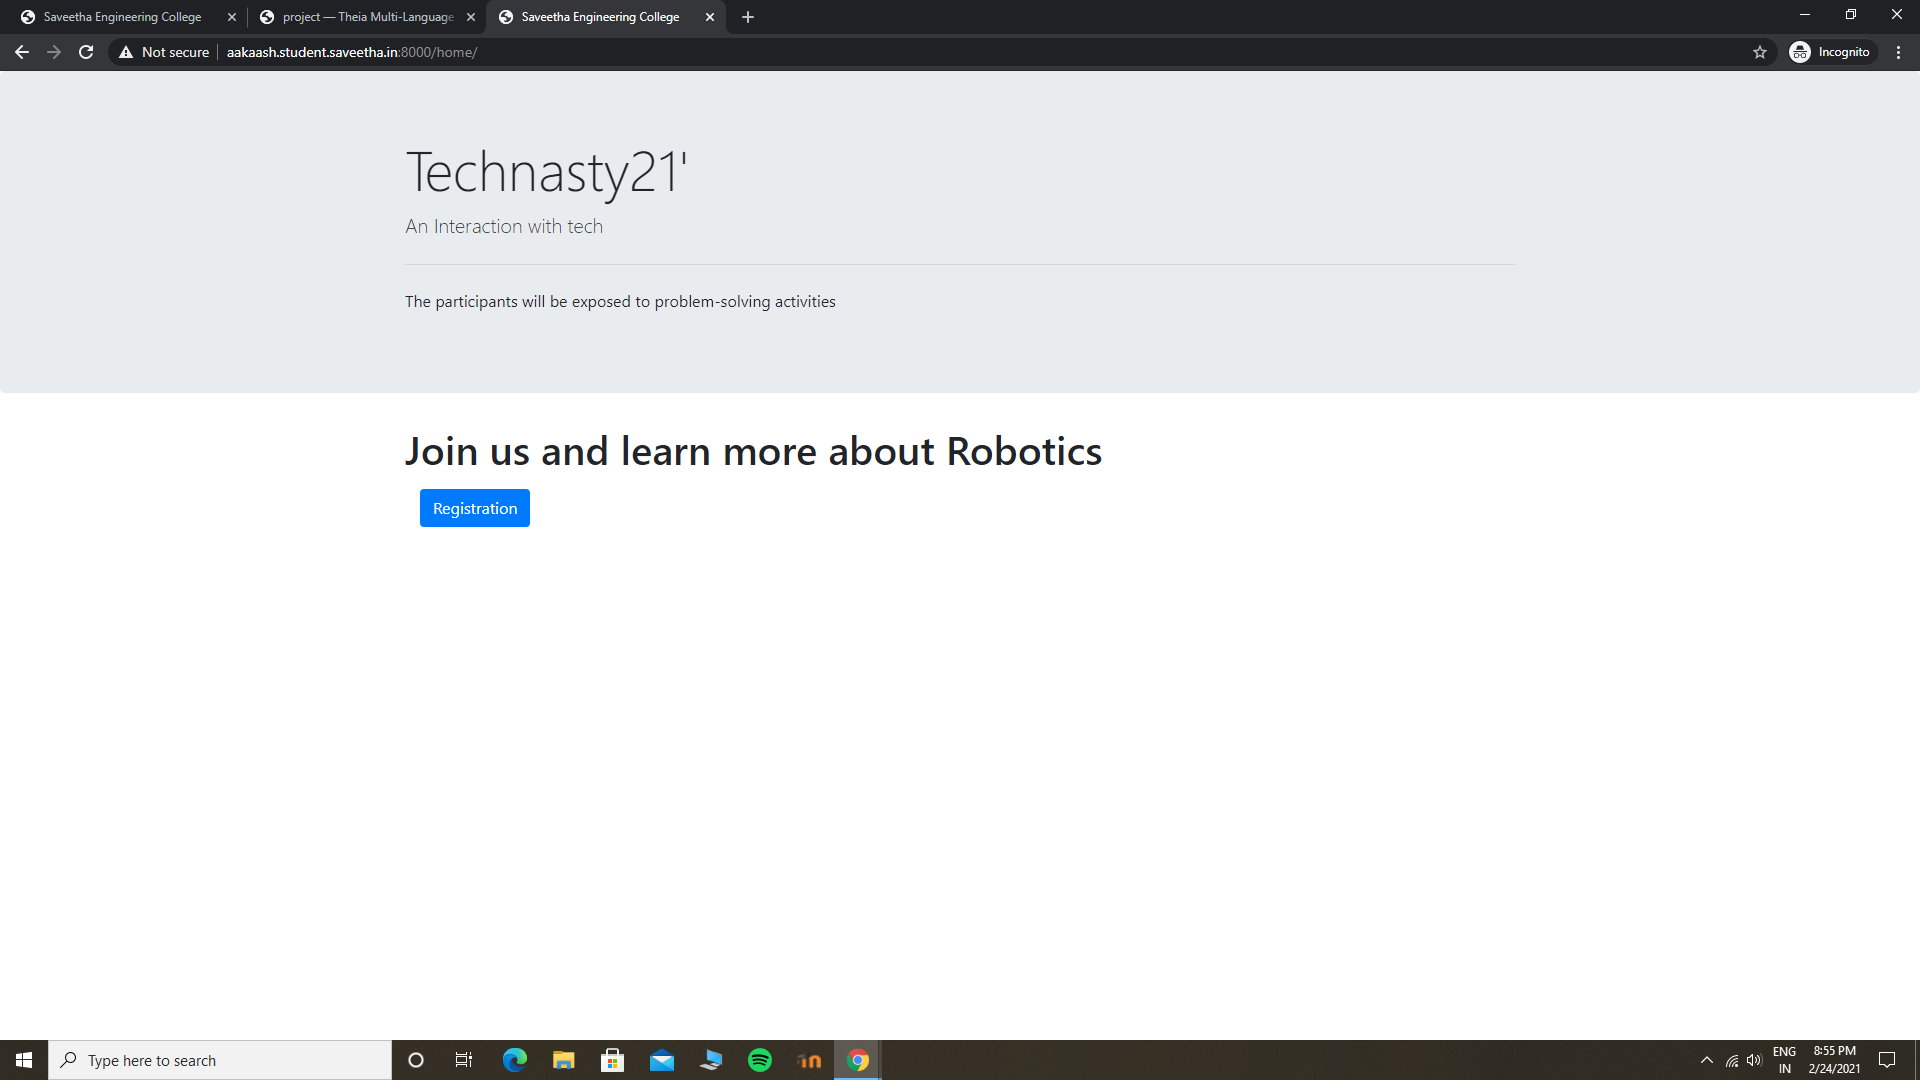 Saveetha Engineering College
project — Theia Multi-Language
Saveetha Engineering College
Not secure
aakaash.student.saveetha.in:8000/home/
Incognito
Technasty21'
An Interaction with tech
The participants will be exposed to problem-solving activities
Join us and learn more about Robotics
Registration
Type here to search
in
ENG
IN
8:55 PM
2/24/2021